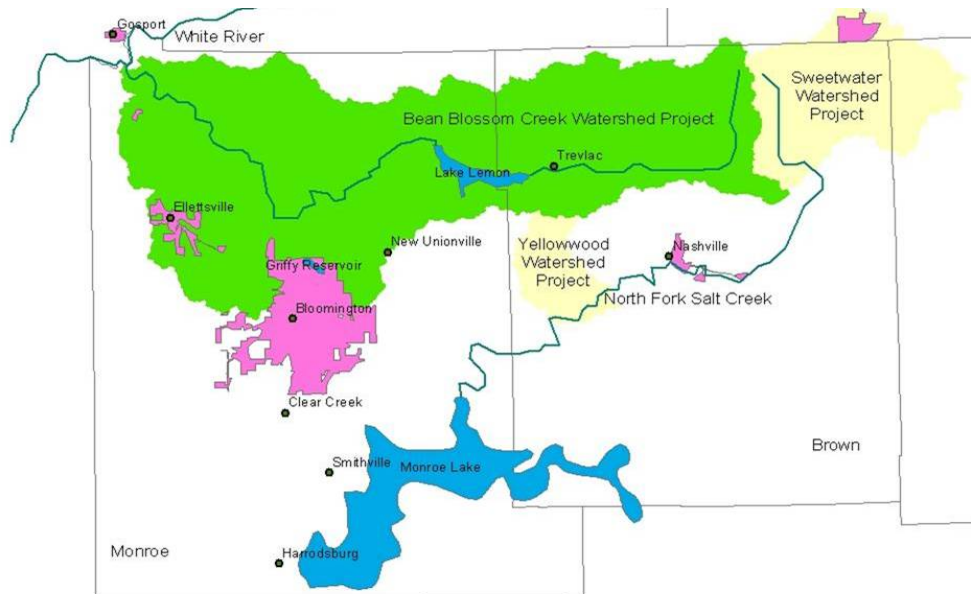 Gosport
White River
Sweetwater
Watershed
Project
Bean Blossom Creek Watershed Project
Trevlac
Lake Lemon
Ellettsville
New Unionville
Yellowwood
Watershed
Project
Nashville
Griffy Reservoir
North Fork Salt Creek
Bloomington
Clear Creek
Brown
Smithville
Monroe Lake
Monroe
Harrodsburg